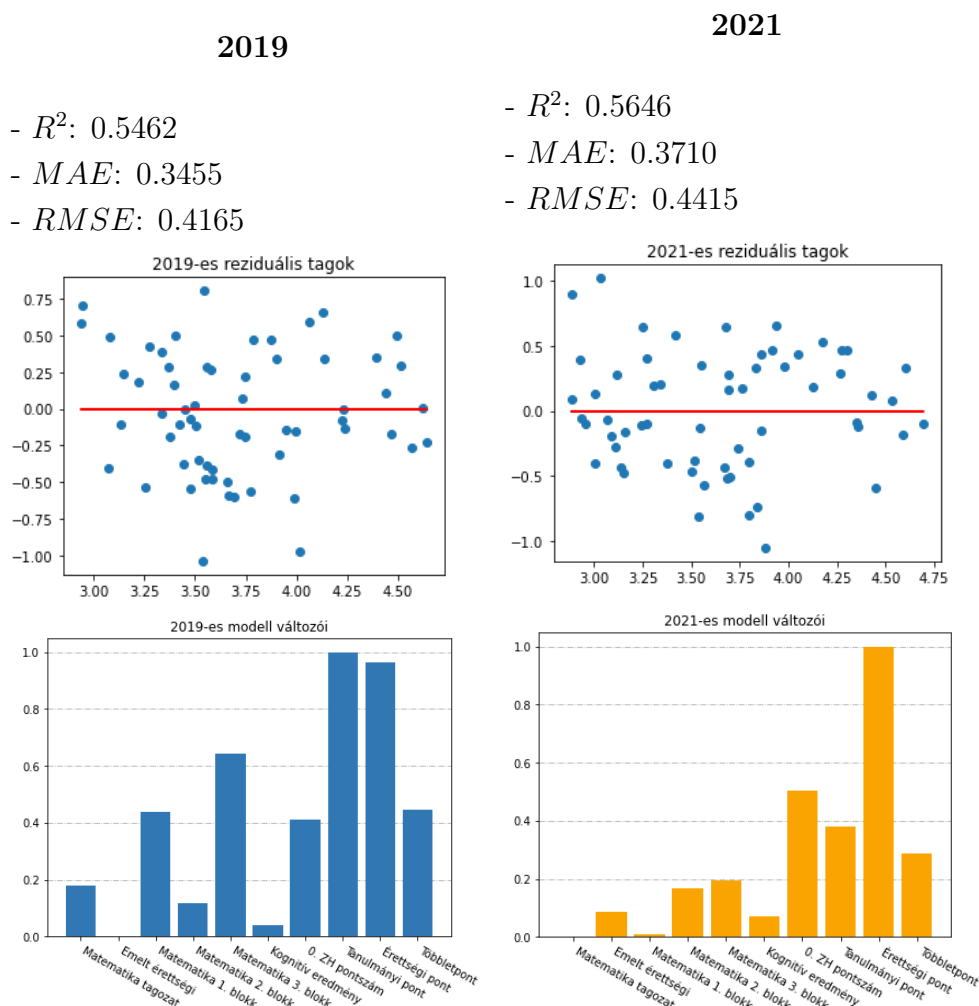 2019
- R²: 0.5462
- MAE: 0.3455
- RMSE: 0.4165
2019-es reziduális tagok
0.75
0.50
0.25
0.00
−0.25
−0.50
−0.75
−1.00
3.00 3.25 3.50 3.75 4.00 4.25 4.50
2019-es modell változói
1.0
0.8
0.6
0.4
0.2
0.0
Matematika tagozat
Emelt érettségi
Matematika 1. blokk
Matematika 2. blokk
Matematika 3. blokk
Kognitív eredmény
0. ZH pontszám
Tanulmányi pont
Érettségi pont
Többletpont
2021
- R²: 0.5646
- MAE: 0.3710
- RMSE: 0.4415
2021-es reziduális tagok
1.0
0.5
0.0
−0.5
−1.0
3.00 3.25 3.50 3.75 4.00 4.25 4.50 4.75
2021-es modell változói
1.0
0.8
0.6
0.4
0.2
0.0
Matematika tagozat
Emelt érettségi
Matematika 1. blokk
Matematika 2. blokk
Matematika 3. blokk
Kognitív eredmény
0. ZH pontszám
Tanulmányi pont
Érettségi pont
Többletpont